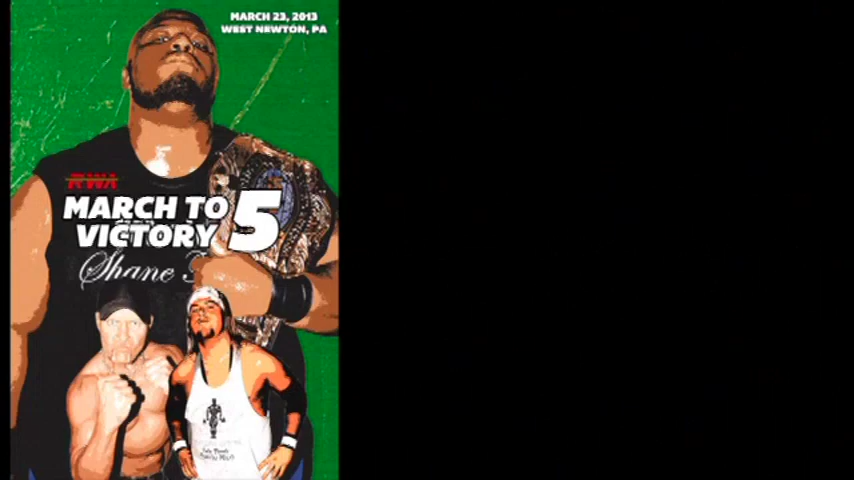 MARCH 23, 2013
WEST NEWTON, PA
RWA
MARCH TO
VICTORY 5
Shane